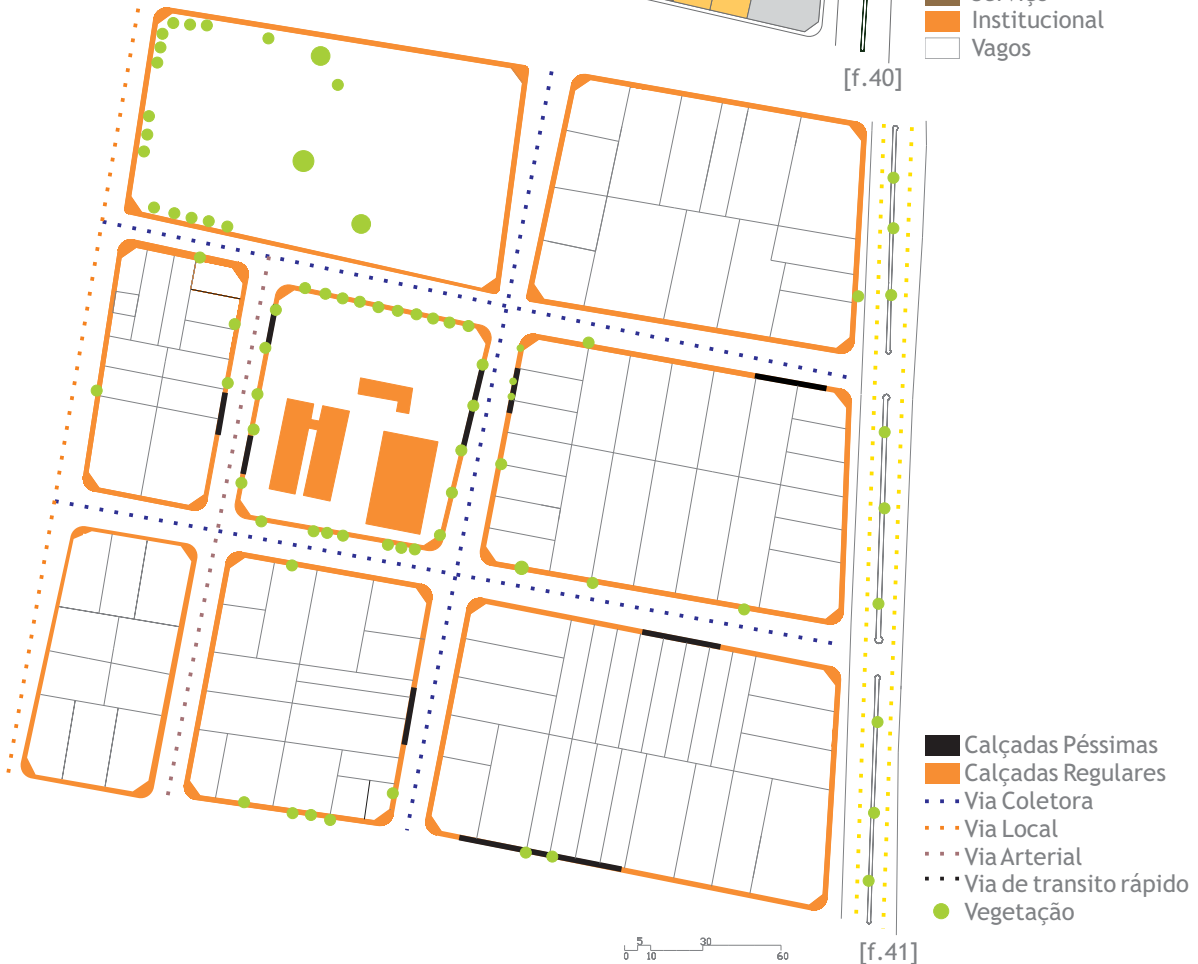 Serviço
Institucional
Vagos
[f.40]
Calçadas Péssimas
Calçadas Regulares
Via Coletora
Via Local
Via Arterial
Via de transito rápido
Vegetação
5 30
0 10 60
[f.41]